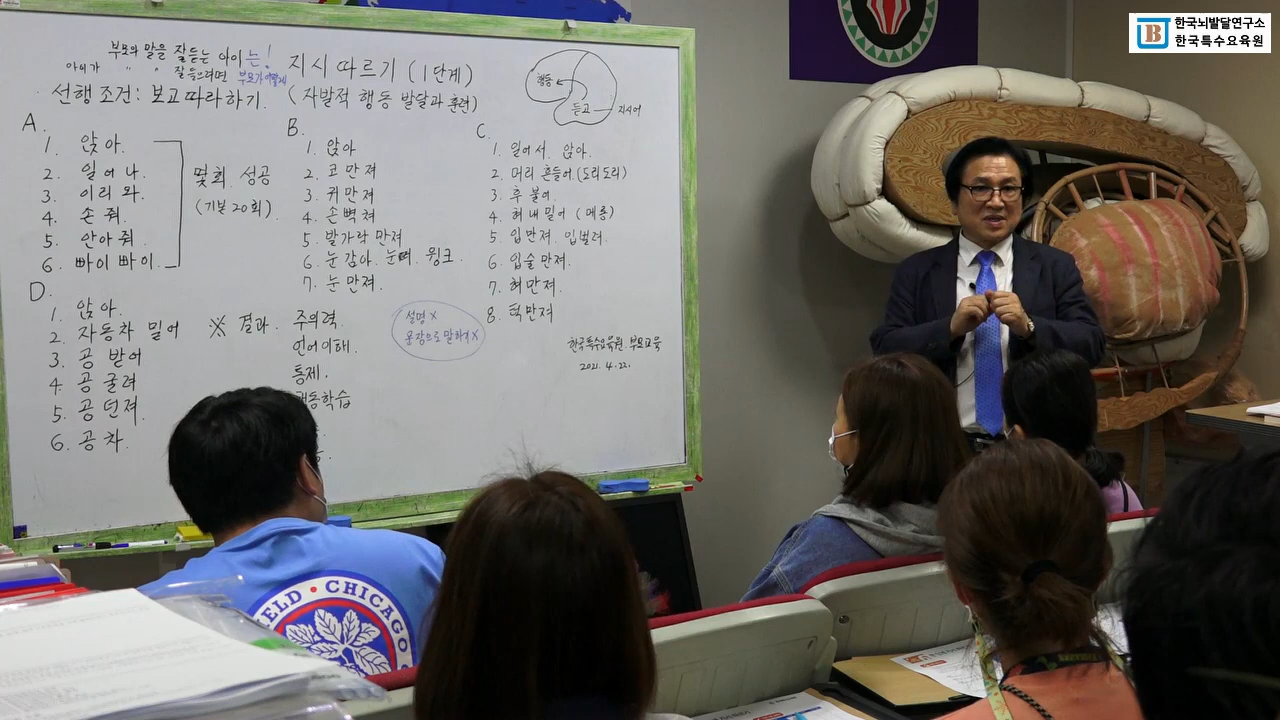 한국뇌발달연구소
한국특수요육원
부모의 말을 잘듣는 아이는!
아이가 〃 〃 잘들으려면 부모가
지시따르기 (1단계)
선행 조건: 보고따라하기. (자발적 행동 발달과 훈련)
행동
듣고
지시어
A.
1. 앉아.
2. 일어나.
3. 이리와.
4. 손 줘.
5. 안아줘.
6. 빠이빠이.
몇회 성공
(기본 20회)
B.
1. 앉아
2. 코만져
3. 귀만져
4. 손뼉쳐
5. 발가락 만져
6. 눈감아. 눈떠. 윙크.
7. 눈만져.
C.
1. 일어서. 앉아.
2. 머리 흔들어 (도리도리)
3. 후 불어.
4. 혀 내밀어 (메롱)
5. 입만져. 입벌려.
6. 입술만져.
7. 혀만져.
8. 턱만져
D.
1. 앉아.
2. 자동차 밀어
3. 공 받어
4. 공 굴려
5. 공 던져.
6. 공차.
※ 결과. 주의력.
언어이해.
통제.
행동학습
설명 X
문장으로 말하기 X
한국특수요육원 부모교육
2021. 4. 22.
ELD · CHICAGO